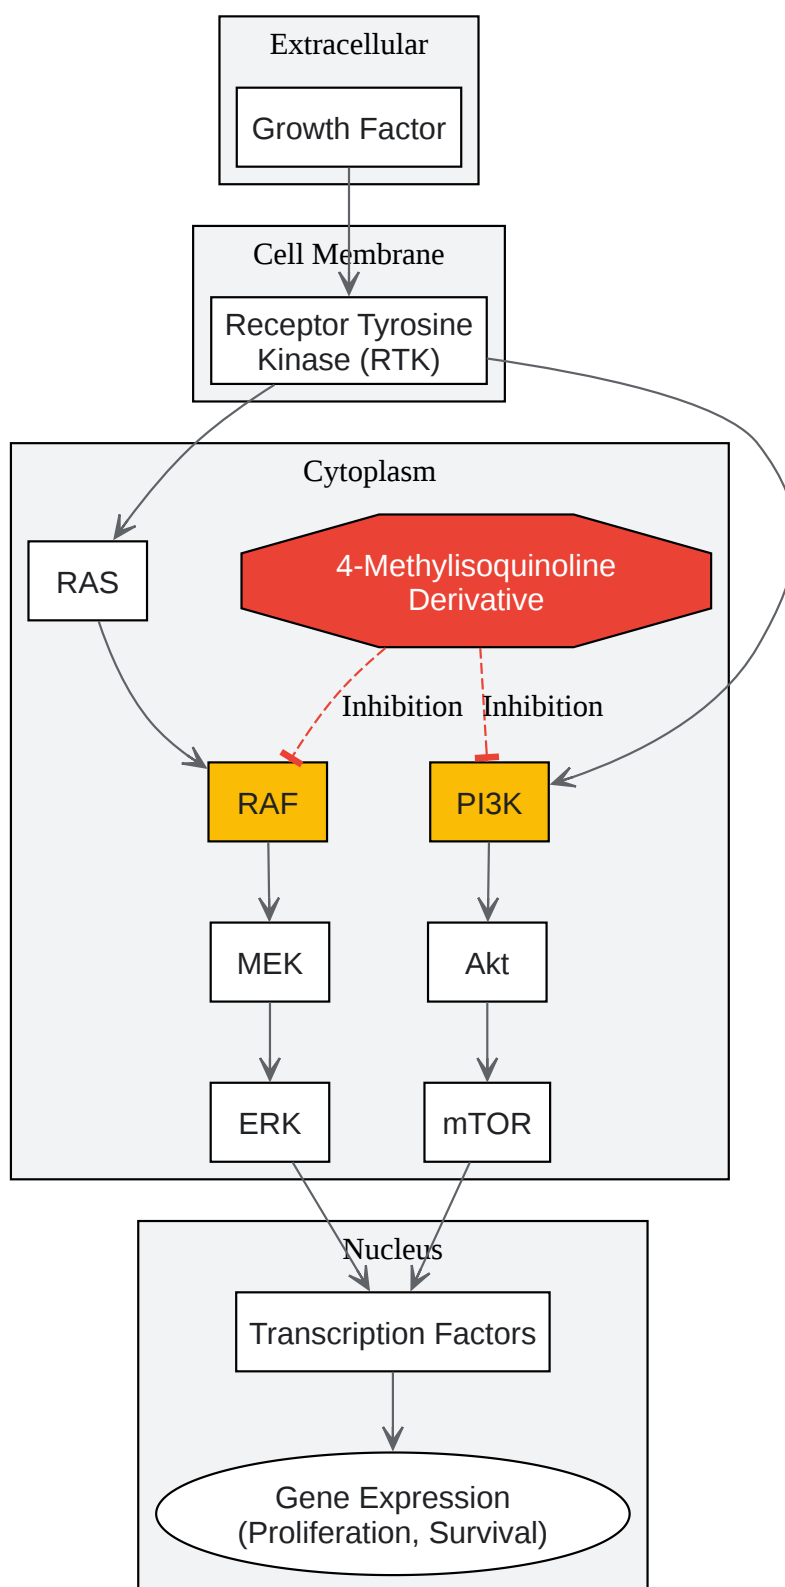 Extracellular
Growth Factor
Cell Membrane
Receptor Tyrosine
Kinase (RTK)
Cytoplasm
RAS
4-Methylisoquinoline
Derivative
Inhibition
Inhibition
RAF
PI3K
MEK
Akt
ERK
mTOR
Nucleus
Transcription Factors
Gene Expression
(Proliferation, Survival)